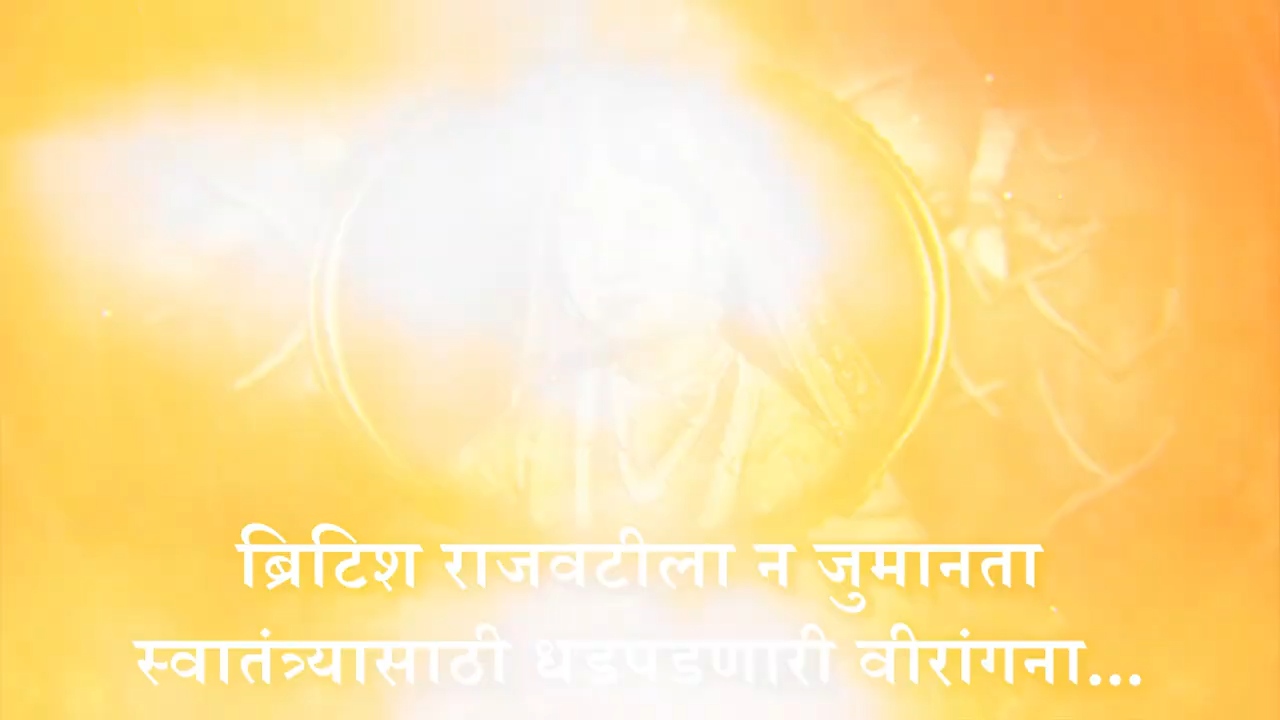 ब्रिटिश राजवटीला न जुमानता
स्वातंत्र्यासाठी धडपडणारी वीरांगना...